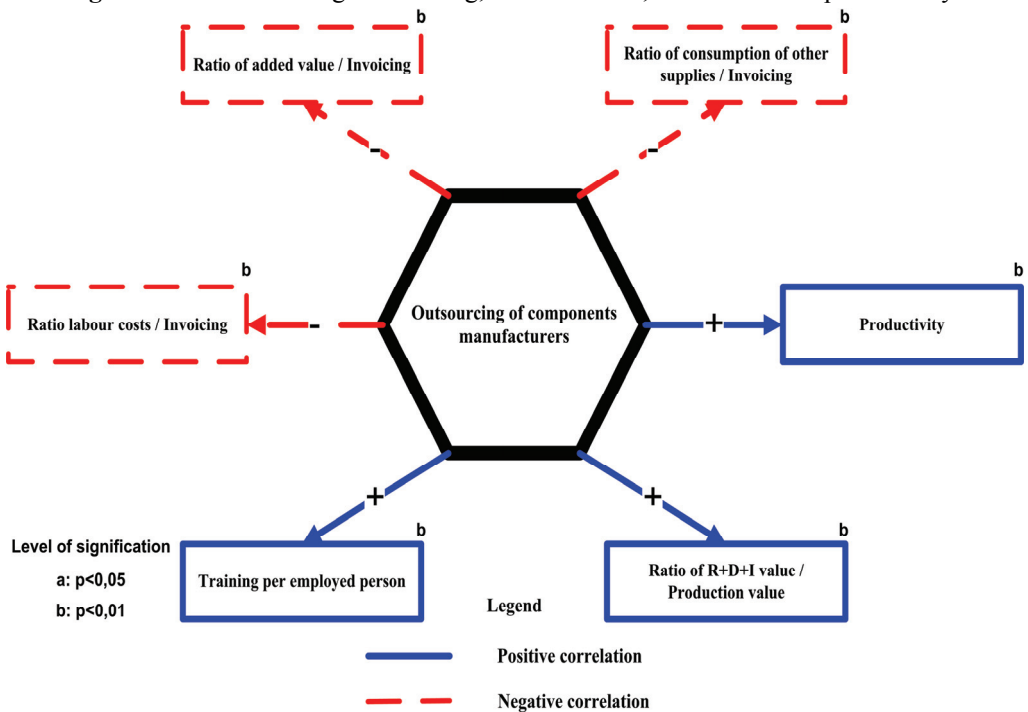 b
b
Ratio of added value / Invoicing
Ratio of consumption of other
supplies / Invoicing
-
-
b
b
Ratio labour costs / Invoicing
-
Outsourcing of components
manufacturers
+
Productivity
+
+
b
b
Level of signification
a: p<0,05
b: p<0,01
Training per employed person
Ratio of R+D+I value /
Production value
Legend
Positive correlation
Negative correlation